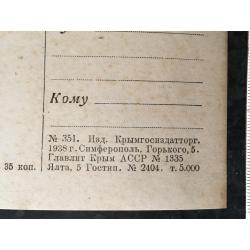 Кому
№ 351. Изд. Крымгосиздатторг.
1938 г. Симферополь, Горького, 5.
Главлит Крым АССР № 1335
35 коп. Ялта, 5 Гостип. № 2404. т. 5.000